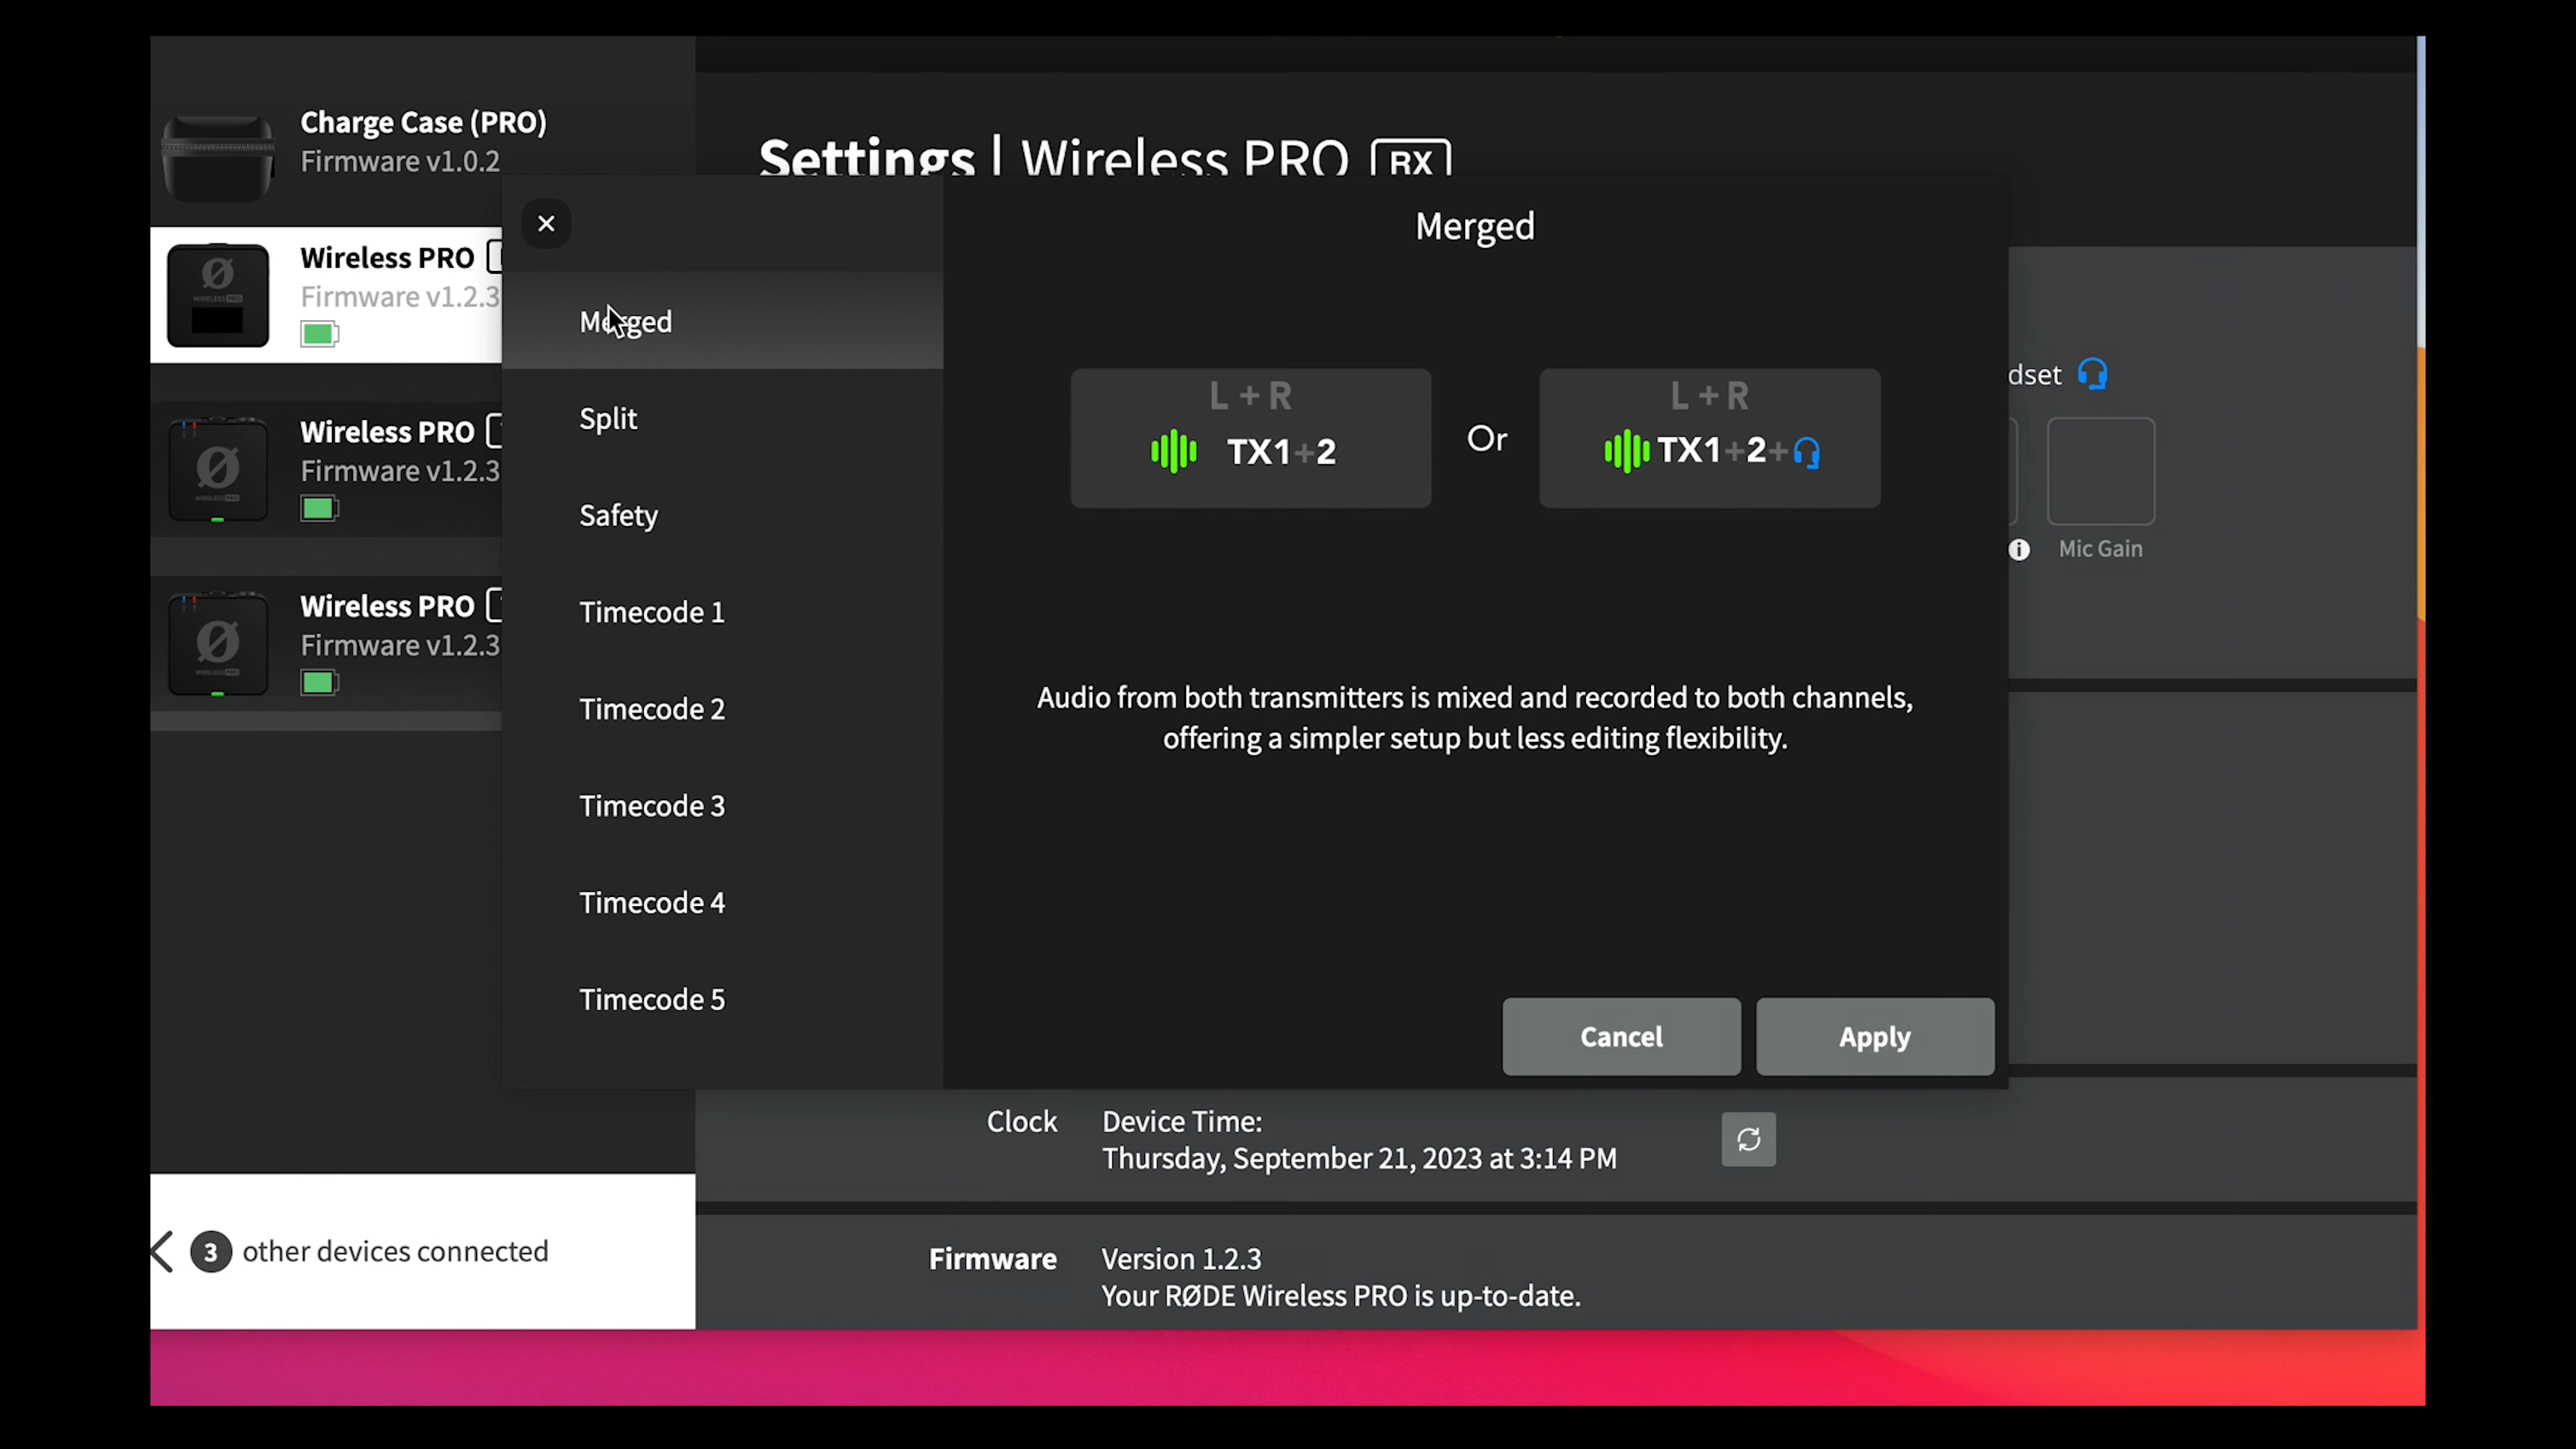 Charge Case (PRO)
Firmware v1.0.2
Wireless PRO
Firmware v1.2.3
Wireless PRO
Firmware v1.2.3
Wireless PRO
Firmware v1.2.3
3 other devices connected
Settings | Wireless PRO RX
Merged
Split
Safety
Timecode 1
Timecode 2
Timecode 3
Timecode 4
Timecode 5
Merged
L + R
TX1+2
Or
L + R
TX1+2+
Audio from both transmitters is mixed and recorded to both channels,
offering a simpler setup but less editing flexibility.
Cancel
Apply
dset
Mic Gain
Clock
Device Time:
Thursday, September 21, 2023 at 3:14 PM
Firmware
Version 1.2.3
Your RØDE Wireless PRO is up-to-date.